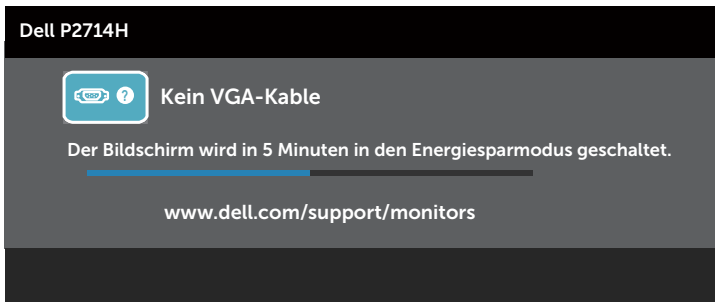 Dell P2714H
? Kein VGA-Kable
Der Bildschirm wird in 5 Minuten in den Energiesparmodus geschaltet.
www.dell.com/support/monitors